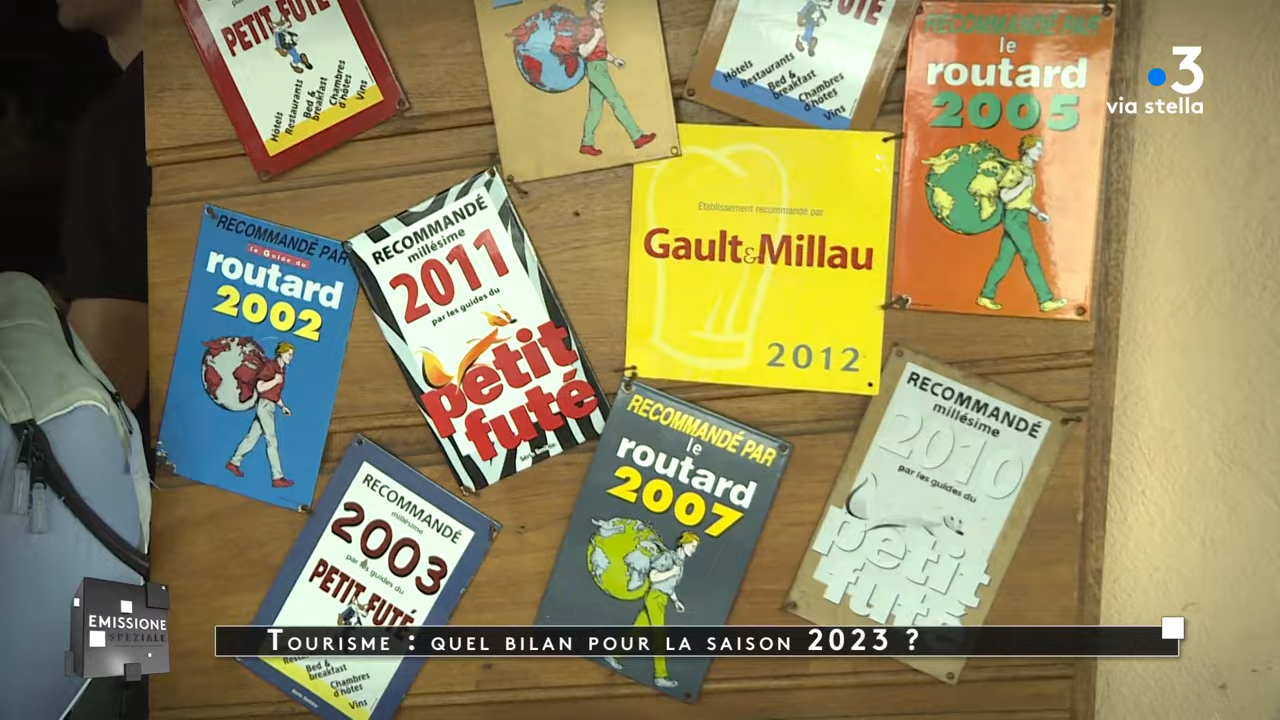 PETIT FUTÉ
Hôtels
Restaurants
Bed &
breakfast
Chambres
d'hôtes
Vins
FUTÉ
Hôtels
Restaurants
Bed &
breakfast
Chambres
d'hôtes
Vins
RECOMMANDÉ PAR
le
routard
2005
3
via stella
RECOMMANDÉ PAR
le Guide du
routard
2002
RECOMMANDÉ
millésime
2011
par les guides du
petit
futé
Etablissement recommandé par
Gault&Millau
2012
RECOMMANDÉ
millésime
2003
par les guides du
PETIT FUTÉ
Bed &
breakfast
Chambres
d'hôtes
Vins
RECOMMANDÉ PAR
le
routard
2007
RECOMMANDÉ
millésime
2010
par les guides du
petit
futé
EMISSIONE
SPEZIALE
Tourisme : quel bilan pour la saison 2023 ?